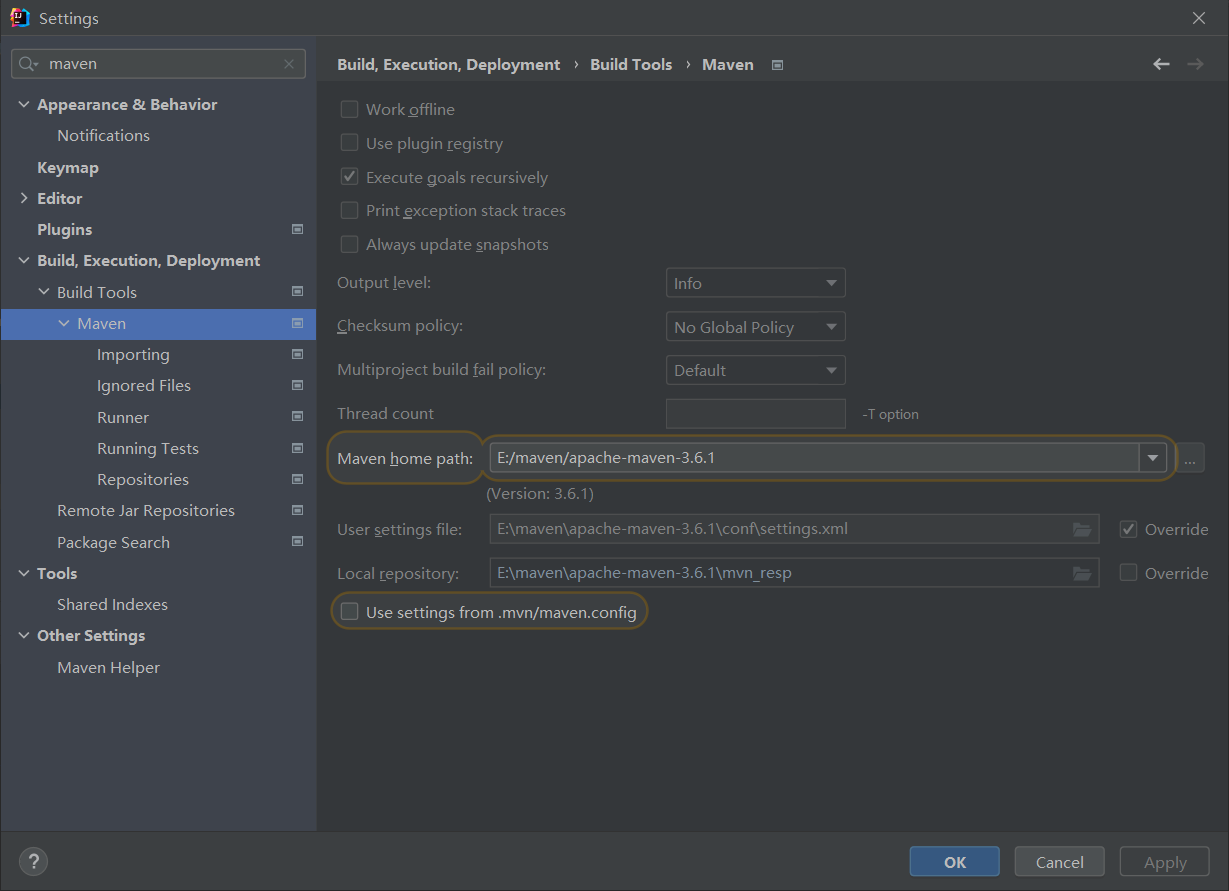 Settings
maven
Appearance & Behavior
Notifications
Keymap
Editor
Plugins
Build, Execution, Deployment
Build Tools
Maven
Importing
Ignored Files
Runner
Running Tests
Repositories
Remote Jar Repositories
Package Search
Tools
Shared Indexes
Other Settings
Maven Helper
Build, Execution, Deployment › Build Tools › Maven
Work offline
Use plugin registry
Execute goals recursively
Print exception stack traces
Always update snapshots
Output level: Info
Checksum policy: No Global Policy
Multiproject build fail policy: Default
Thread count -T option
Maven home path: E:/maven/apache-maven-3.6.1 ...
(Version: 3.6.1)
User settings file: E:\maven\apache-maven-3.6.1\conf\settings.xml Override
Local repository: E:\maven\apache-maven-3.6.1\mvn_resp Override
Use settings from .mvn/maven.config
? OK Cancel Apply